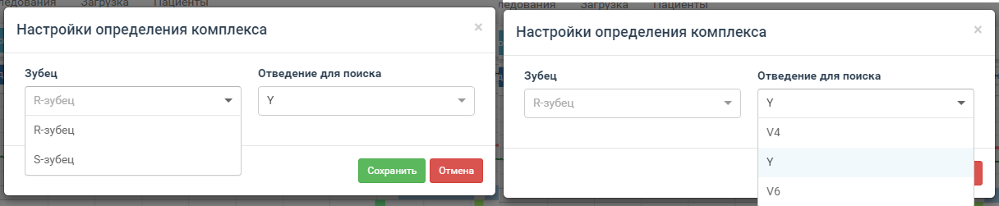 ледования Загрузка Пациенты
Настройки определения комплекса ×
Зубец
R-зубец
R-зубец
S-зубец
Отведение для поиска
Y
Сохранить Отмена
ледования Загрузка Пациенты
Настройки определения комплекса ×
Зубец
R-зубец
Отведение для поиска
Y
V4
Y
V6